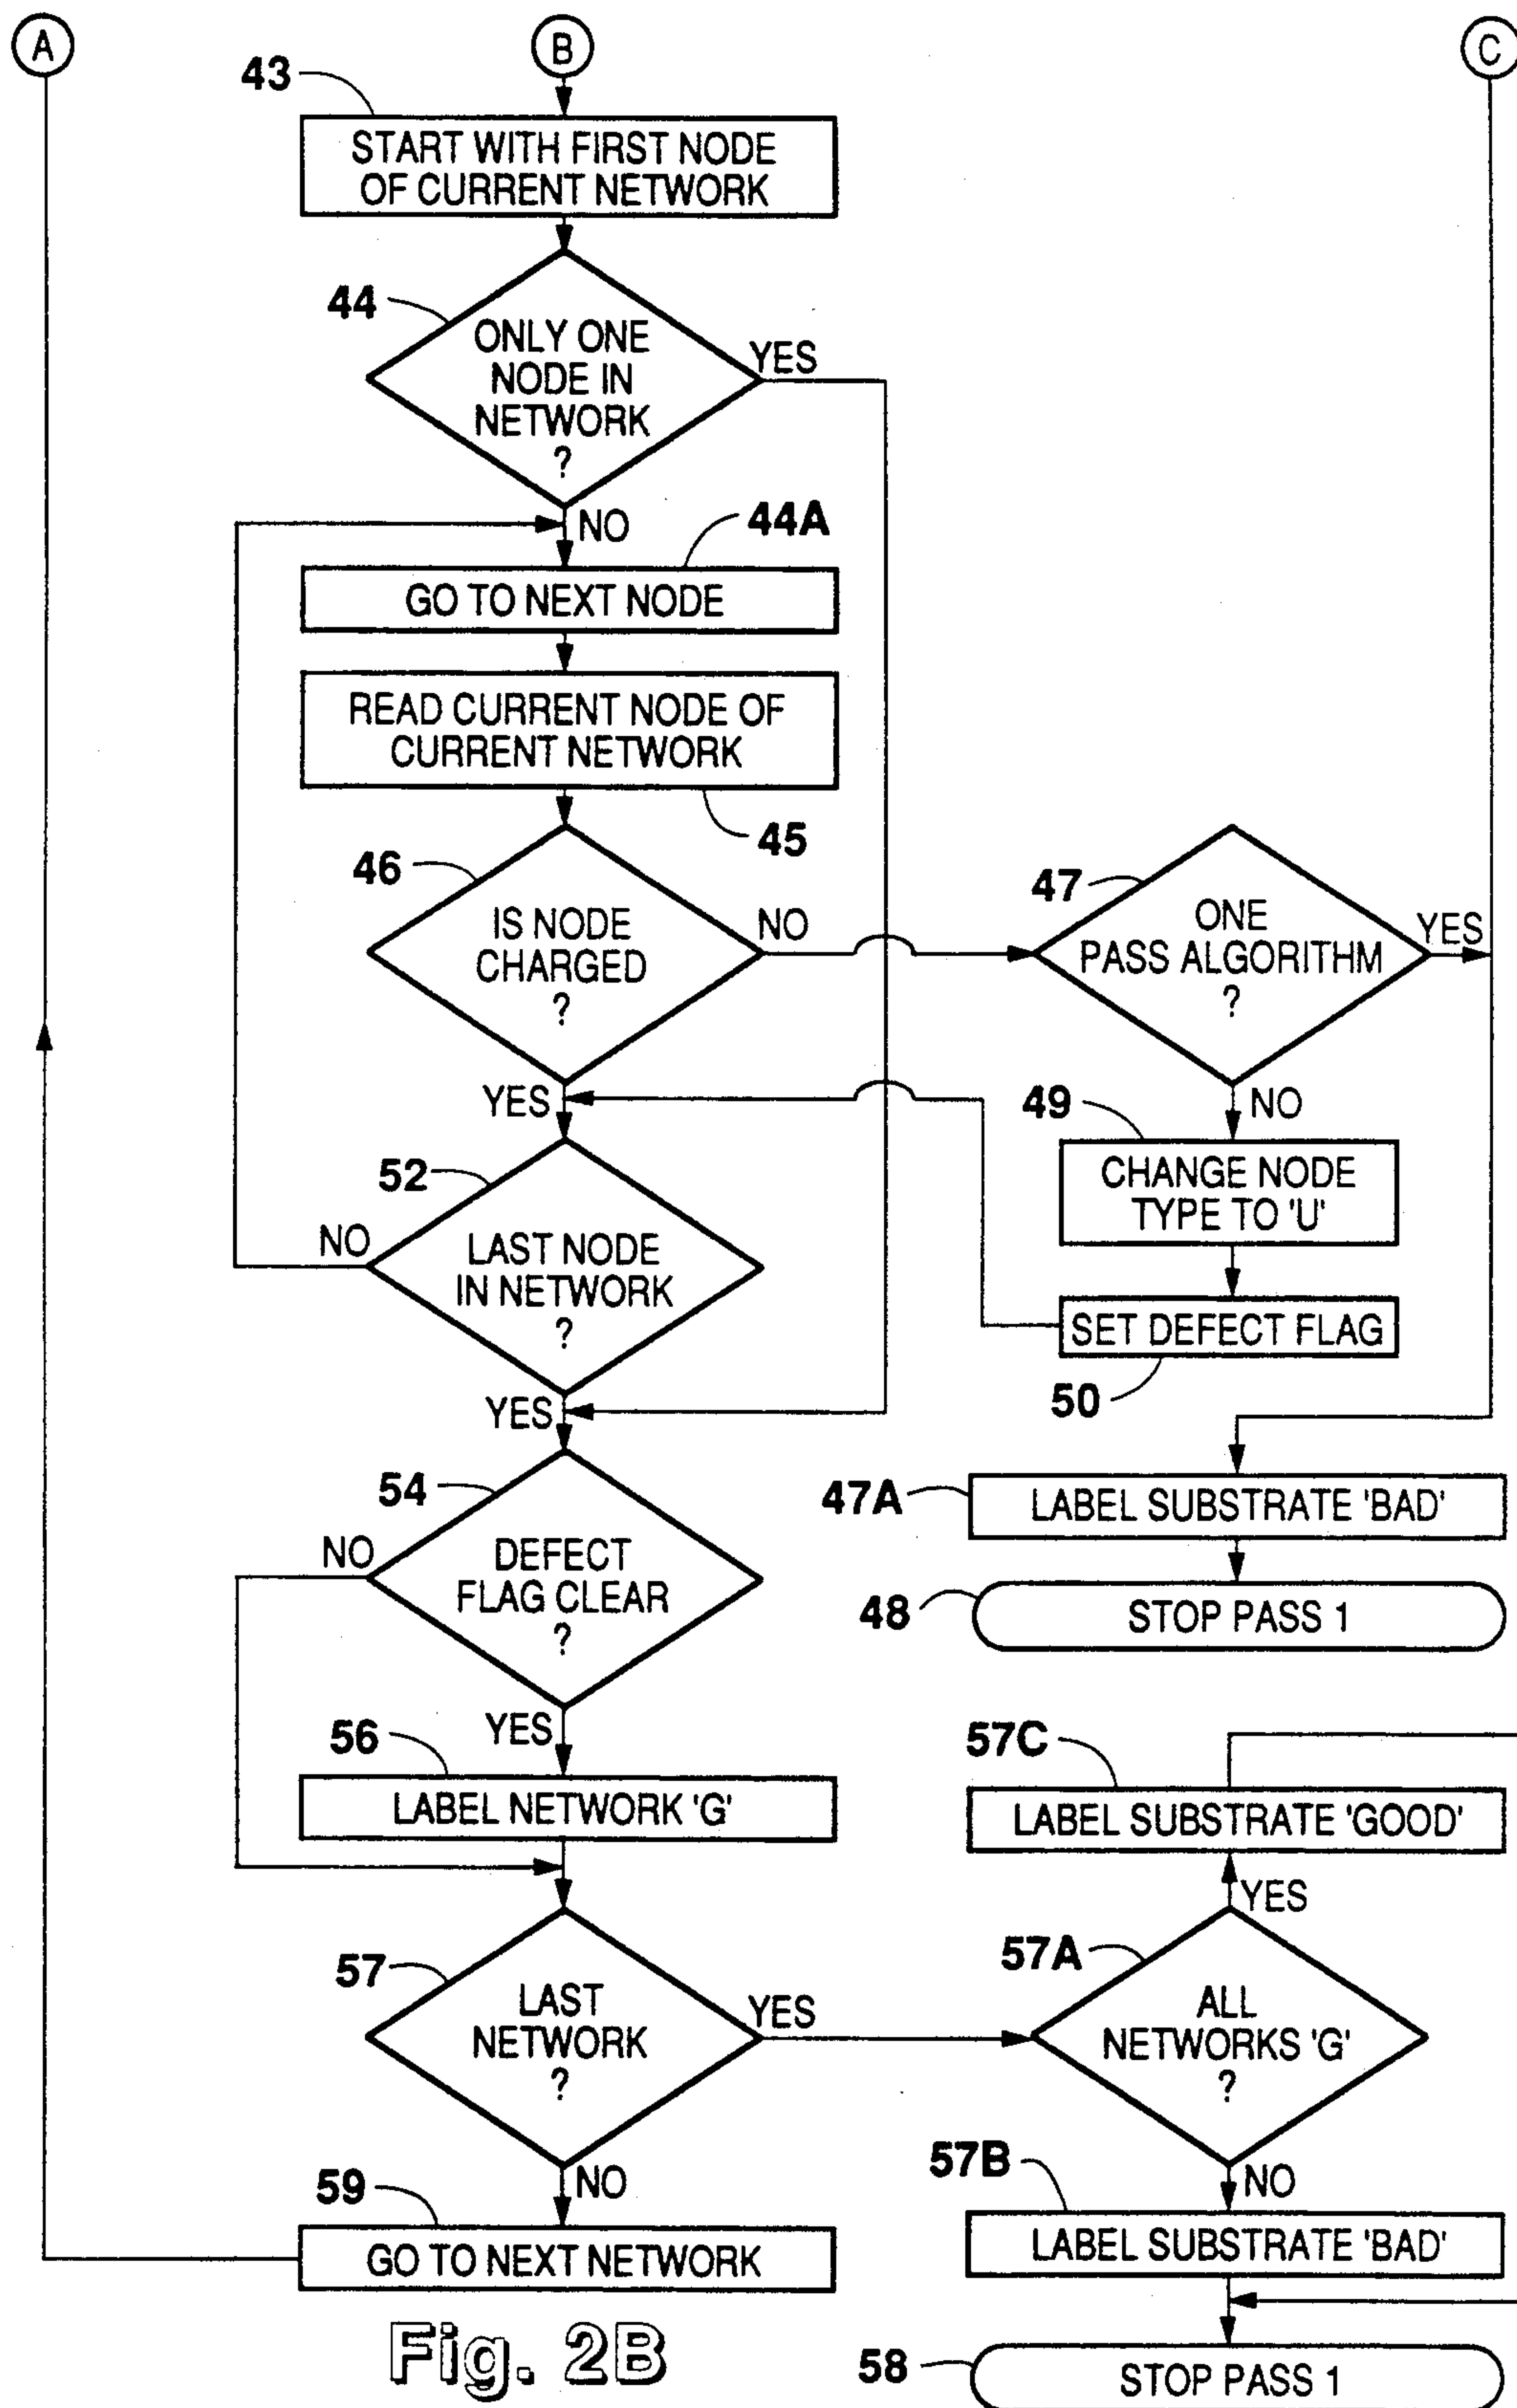 A
B
C
43
START WITH FIRST NODE
OF CURRENT NETWORK
44
ONLY ONE
NODE IN
NETWORK
?
YES
NO
44A
GO TO NEXT NODE
READ CURRENT NODE OF
CURRENT NETWORK
45
46
IS NODE
CHARGED
?
NO
YES
47
ONE
PASS ALGORITHM
?
YES
NO
49
CHANGE NODE
TYPE TO 'U'
SET DEFECT FLAG
50
52
LAST NODE
IN NETWORK
?
NO
YES
47A
LABEL SUBSTRATE 'BAD'
48
STOP PASS 1
54
DEFECT
FLAG CLEAR
?
NO
YES
56
LABEL NETWORK 'G'
57C
LABEL SUBSTRATE 'GOOD'
YES
57
LAST
NETWORK
?
YES
NO
57A
ALL
NETWORKS 'G'
?
NO
57B
LABEL SUBSTRATE 'BAD'
59
GO TO NEXT NETWORK
58
STOP PASS 1
Fig. 2B